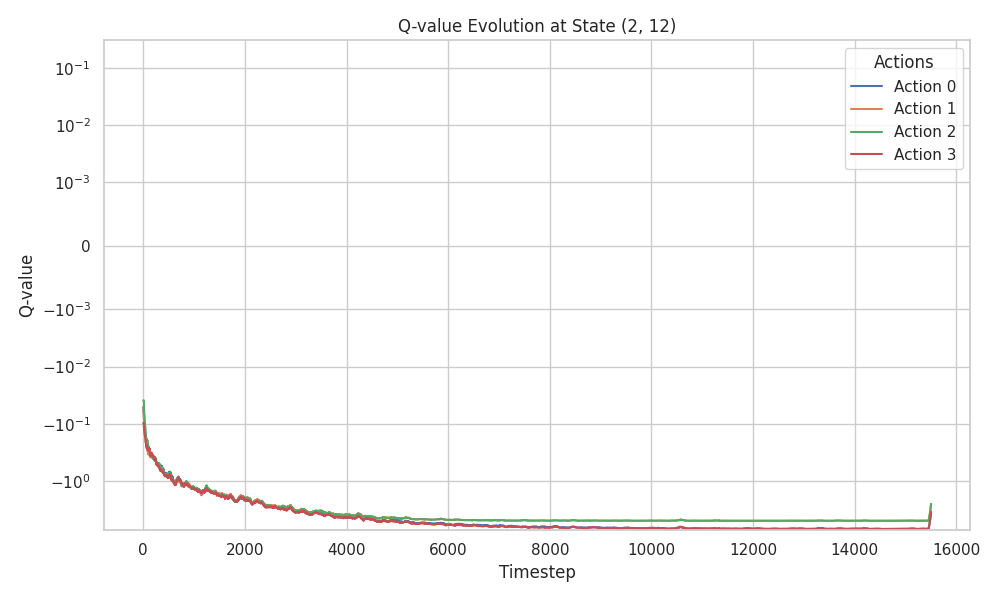 Q-value Evolution at State (2, 12)
Actions
Action 0
Action 1
Action 2
Action 3
Q-value
10⁻¹
10⁻²
10⁻³
0
−10⁻³
−10⁻²
−10⁻¹
−10⁰
0 2000 4000 6000 8000 10000 12000 14000 16000
Timestep